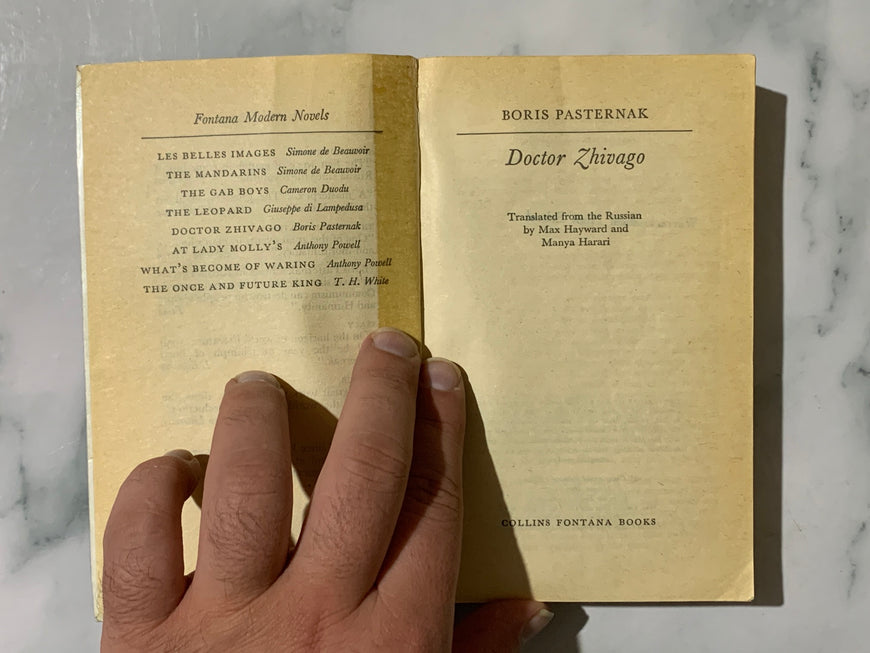 Fontana Modern Novels
LES BELLES IMAGES Simone de Beauvoir
THE MANDARINS Simone de Beauvoir
THE GAB BOYS Cameron Duodu
THE LEOPARD Giuseppe di Lampedusa
DOCTOR ZHIVAGO Boris Pasternak
AT LADY MOLLY'S Anthony Powell
WHAT'S BECOME OF WARING Anthony Powell
THE ONCE AND FUTURE KING T. H. White
BORIS PASTERNAK
Doctor Zhivago
Translated from the Russian
by Max Hayward and
Manya Harari
COLLINS FONTANA BOOKS